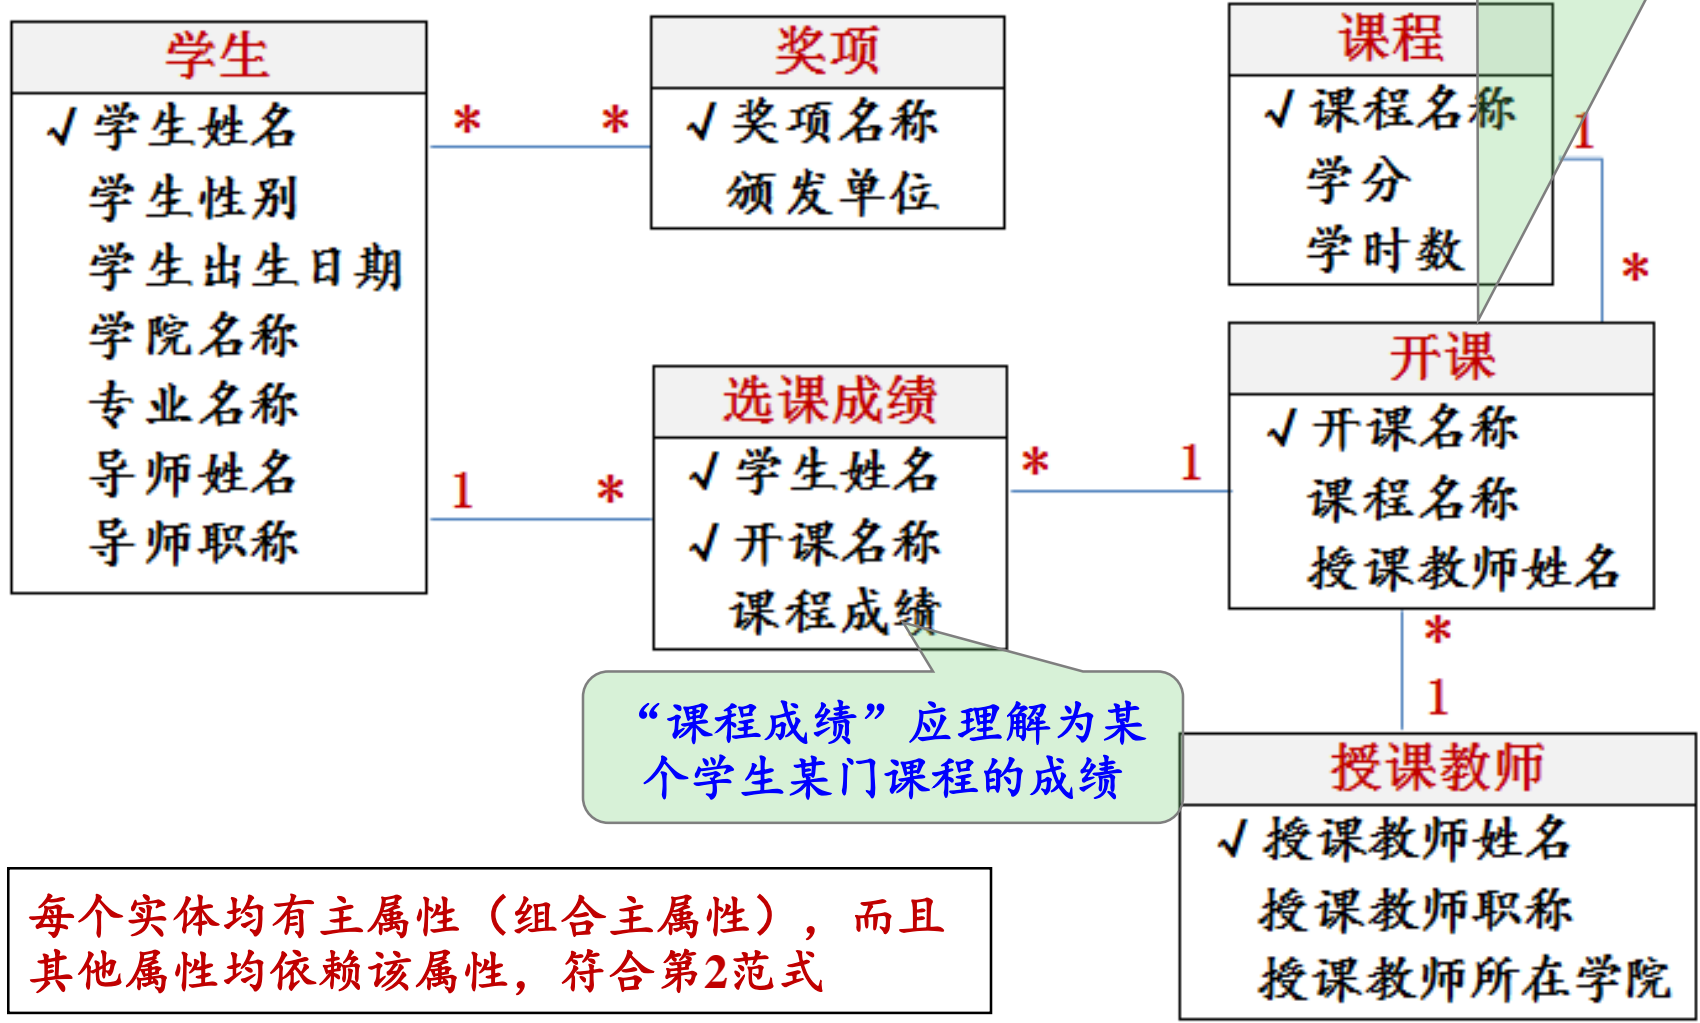 学生
√ 学生姓名
学生性别
学生出生日期
学院名称
专业名称
导师姓名
导师职称
*
*
奖项
√ 奖项名称
颁发单位
课程
√ 课程名称
学分
学时数
1
*
1
*
选课成绩
√ 学生姓名
√ 开课名称
课程成绩
*
1
开课
√ 开课名称
课程名称
授课教师姓名
*
1
“课程成绩”应理解为某
个学生某门课程的成绩
授课教师
√ 授课教师姓名
授课教师职称
授课教师所在学院
每个实体均有主属性（组合主属性），而且
其他属性均依赖该属性，符合第2范式